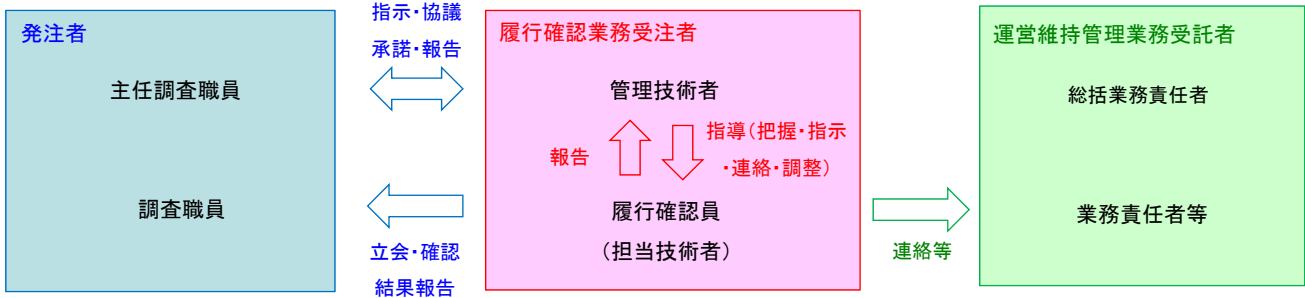 発注者
主任調査職員
調査職員
指示・協議
承諾・報告
立会・確認
結果報告
履行確認業務受注者
管理技術者
報告
指導（把握・指示
・連絡・調整）
履行確認員
（担当技術者）
連絡等
運営維持管理業務受託者
総括業務責任者
業務責任者等